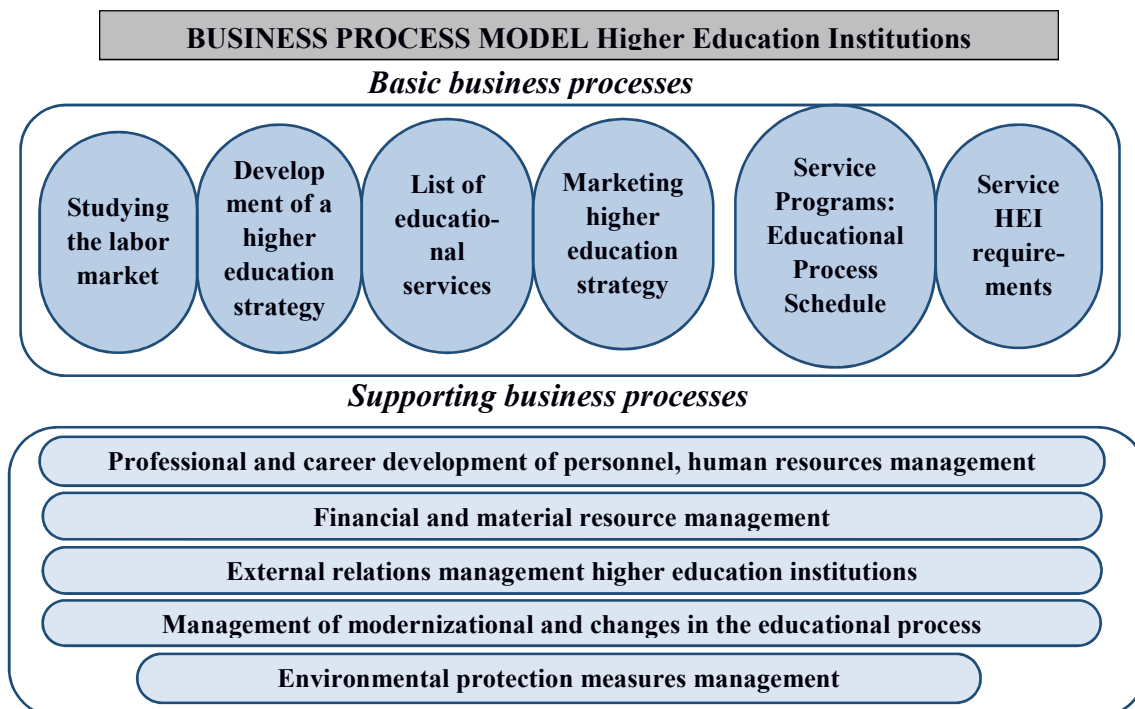 BUSINESS PROCESS MODEL Higher Education Institutions
Basic business processes
Studying
the labor
market
Develop
ment of a
higher
education
strategy
List of
educatio-
nal
services
Marketing
higher
education
strategy
Service
Programs:
Educational
Process
Schedule
Service
HEI
require-
ments
Supporting business processes
Professional and career development of personnel, human resources management
Financial and material resource management
External relations management higher education institutions
Management of modernizational and changes in the educational process
Environmental protection measures management